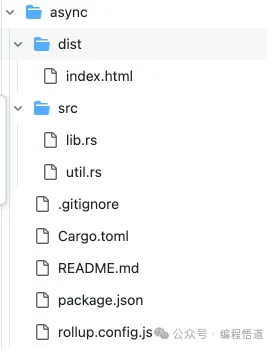 async
dist
index.html
src
lib.rs
util.rs
.gitignore
Cargo.toml
README.md
package.json
rollup.config.js
公众号 · 编程悟道